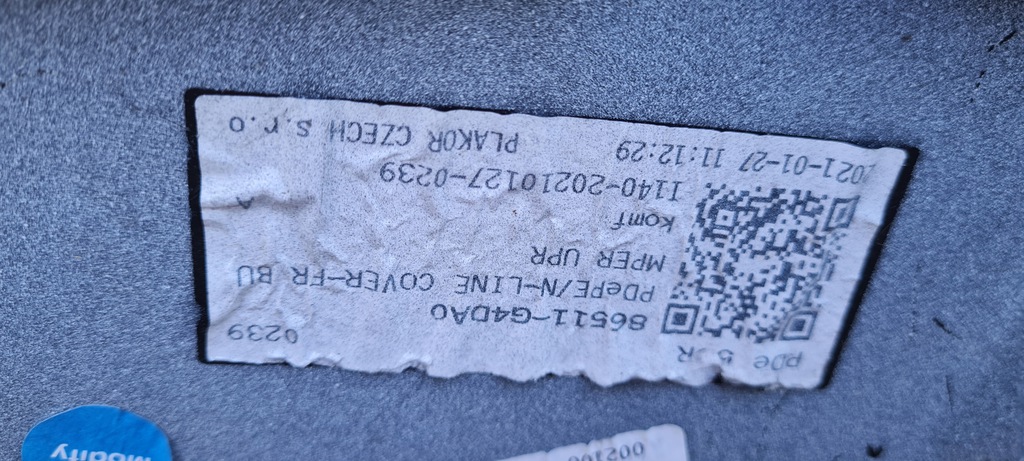 Modify
pDe 0239
86511-G4DA0
PDePE/N-LINE COVER-FR BU
MPER UPR
Komf A
I140-20210127-0239
2021-01-27 11:12:29 PLAKOR CZECH s.r.o